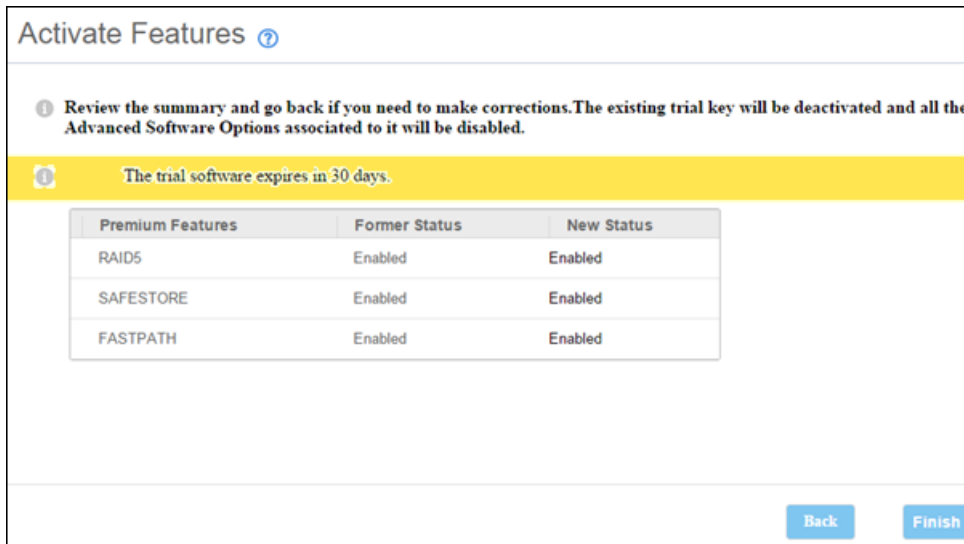 Activate Features
Review the summary and go back if you need to make corrections.The existing trial key will be deactivated and all the
Advanced Software Options associated to it will be disabled.
The trial software expires in 30 days.
Premium Features Former Status New Status
RAID5 Enabled Enabled
SAFESTORE Enabled Enabled
FASTPATH Enabled Enabled
Back Finish